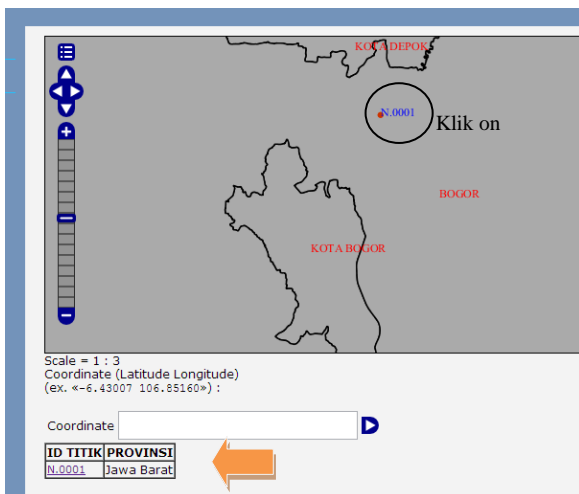 KOTA DEPOK
N.0001
Klik on
BOGOR
KOTA BOGOR
Scale = 1 : 3
Coordinate (Latitude Longitude)
(ex. «-6.43007 106.85160») :
Coordinate
ID TITIK PROVINSI
N.0001 Jawa Barat